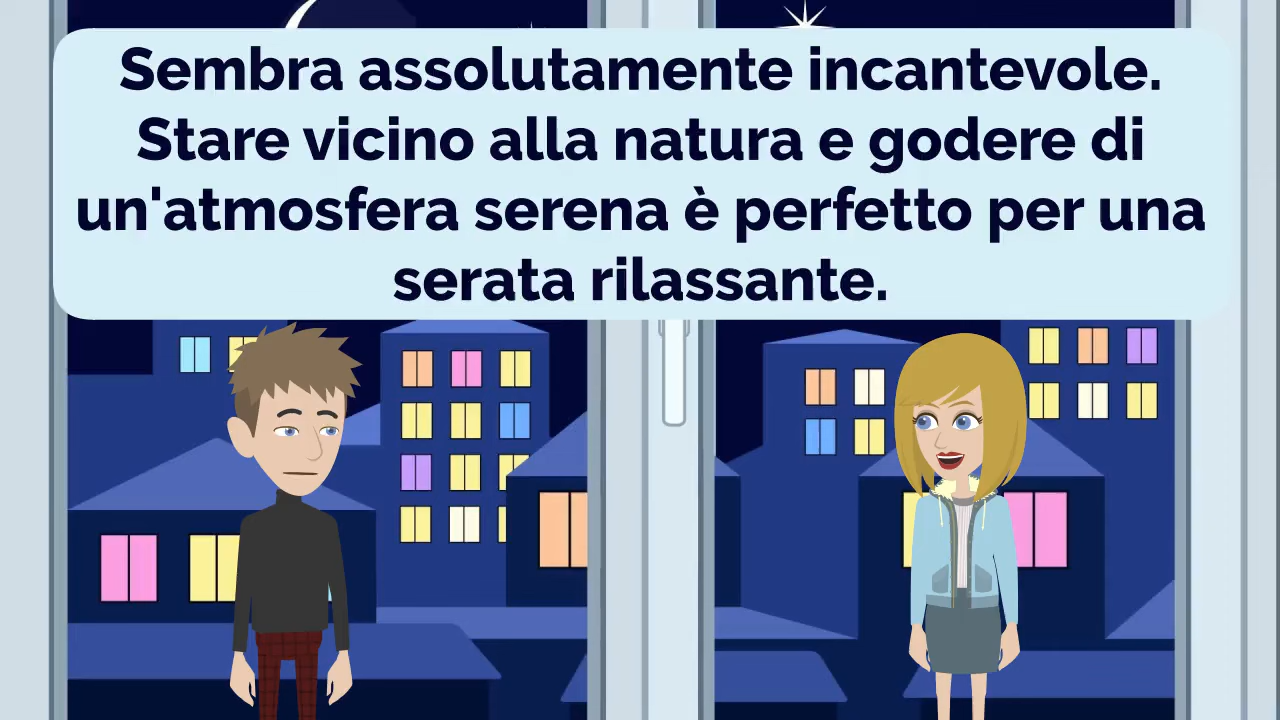 Sembra assolutamente incantevole.
Stare vicino alla natura e godere di
un'atmosfera serena è perfetto per una
serata rilassante.